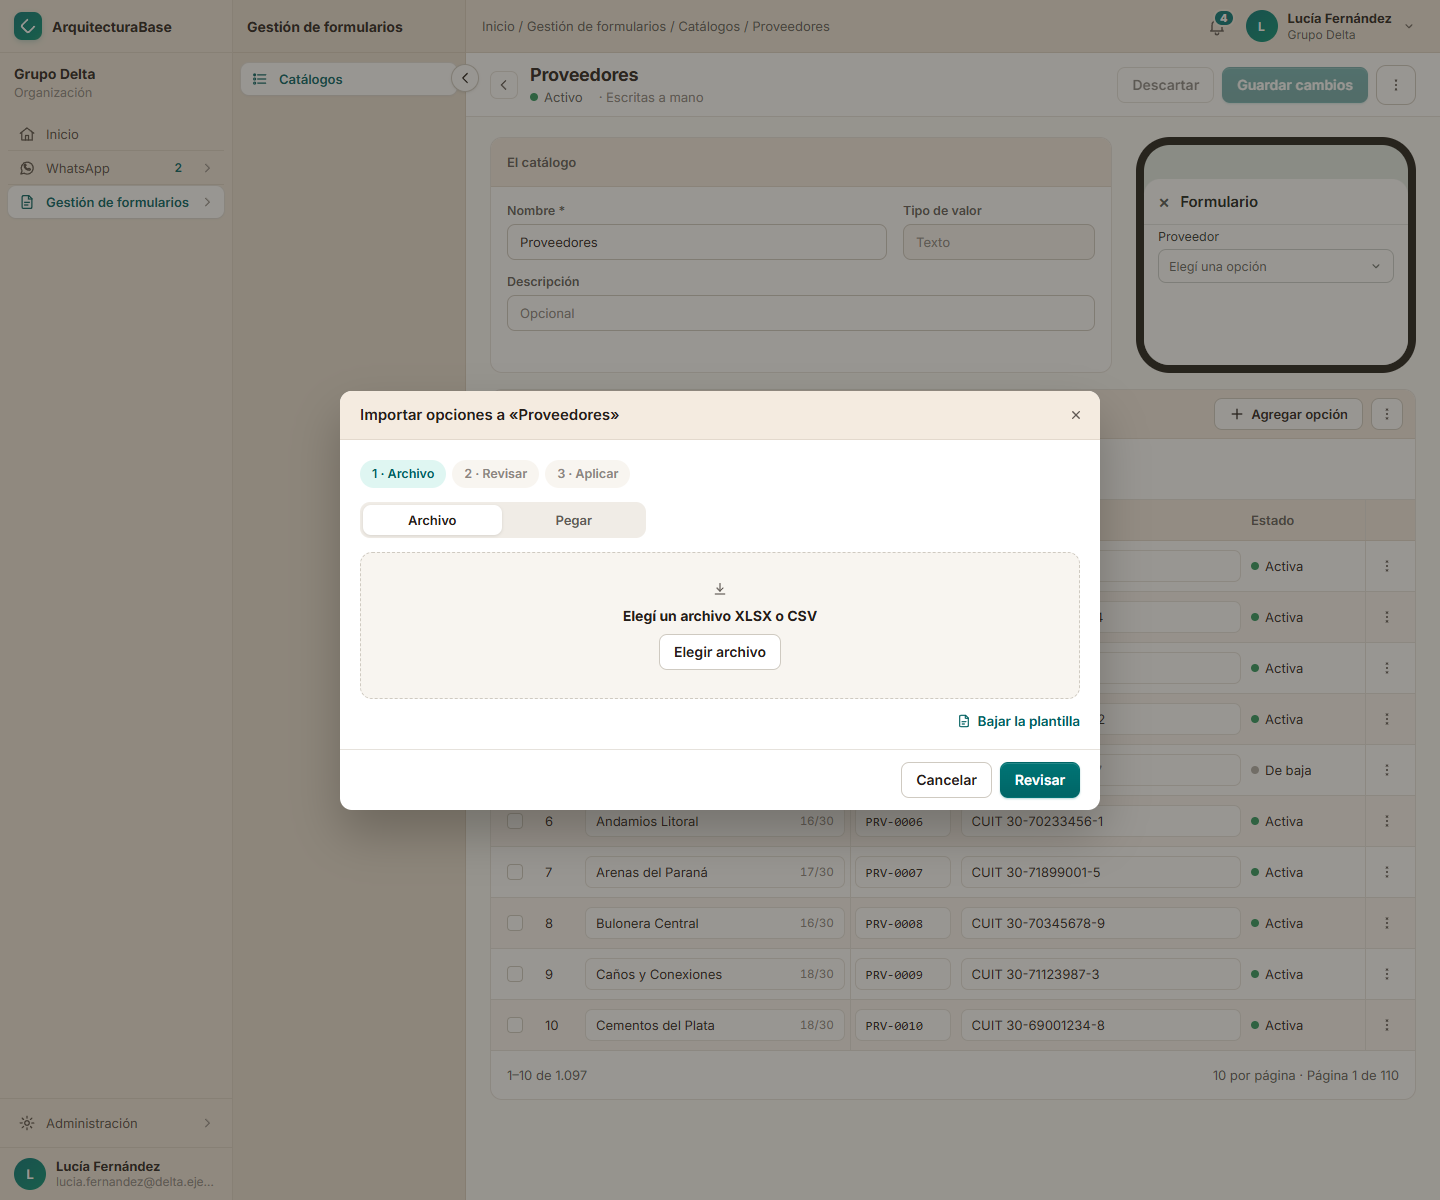 ArquitecturaBase
Gestión de formularios
Inicio / Gestión de formularios / Catálogos / Proveedores
4
L
Lucía Fernández
Grupo Delta
Grupo Delta
Organización
Inicio
WhatsApp 2
Gestión de formularios
Catálogos
Proveedores
Activo · Escritas a mano
Descartar
Guardar cambios
El catálogo
Nombre *
Proveedores
Tipo de valor
Texto
Descripción
Opcional
Formulario
Proveedor
Elegí una opción
Agregar opción
Importar opciones a «Proveedores»
1 · Archivo
2 · Revisar
3 · Aplicar
Archivo
Pegar
Elegí un archivo XLSX o CSV
Elegir archivo
Bajar la plantilla
Cancelar
Revisar
Estado
Activa
Activa
Activa
Activa
De baja
6 Andamios Litoral 16/30 PRV-0006 CUIT 30-70233456-1 Activa
7 Arenas del Paraná 17/30 PRV-0007 CUIT 30-71899001-5 Activa
8 Bulonera Central 16/30 PRV-0008 CUIT 30-70345678-9 Activa
9 Caños y Conexiones 18/30 PRV-0009 CUIT 30-71123987-3 Activa
10 Cementos del Plata 18/30 PRV-0010 CUIT 30-69001234-8 Activa
1–10 de 1.097
10 por página · Página 1 de 110
Administración
L
Lucía Fernández
lucia.fernandez@delta.eje...